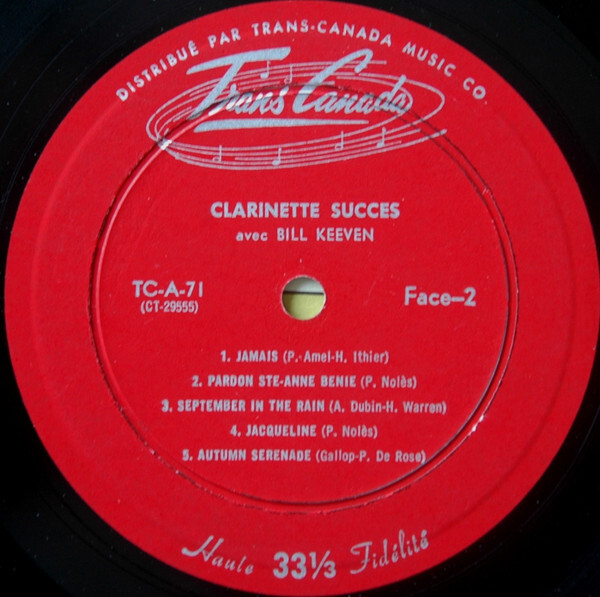 DISTRIBUÉ PAR TRANS-CANADA MUSIC CO.
Trans Canada
CLARINETTE SUCCES
avec BILL KEEVEN
TC-A-71
(CT-29555)
Face-2
1. JAMAIS (P. Amel-H. Ithier)
2. PARDON STE-ANNE BENIE (P. Nolès)
3. SEPTEMBER IN THE RAIN (A. Dubin-H. Warren)
4. JACQUELINE (P. Nolès)
5. AUTUMN SERENADE (Gallop-P. De Rose)
Haute 33⅓ Fidélité